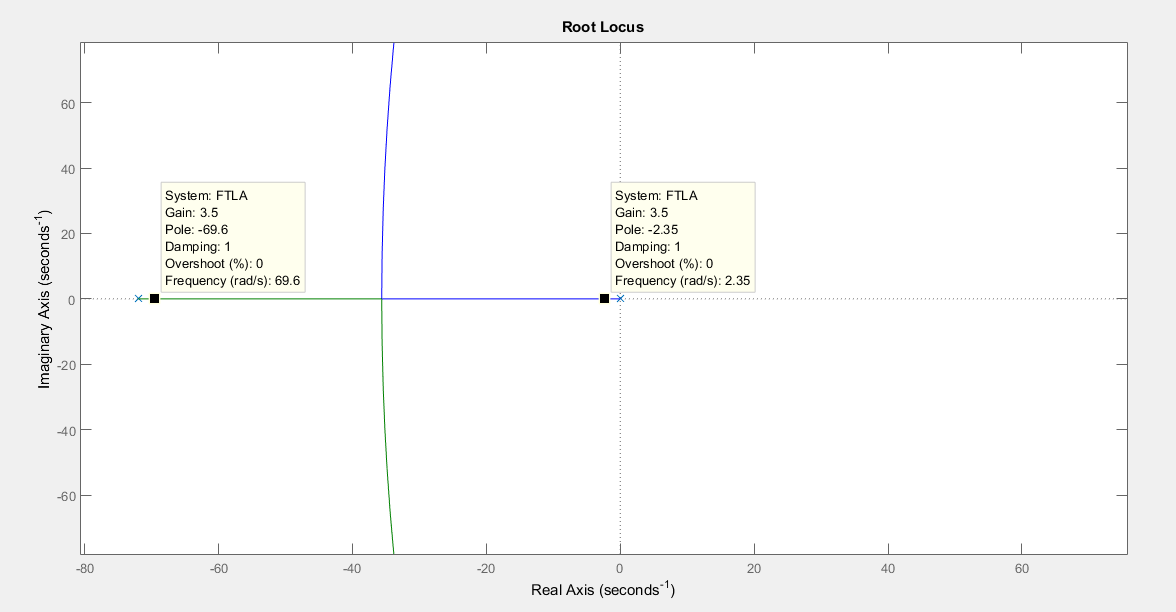 Root Locus
System: FTLA
Gain: 3.5
Pole: -69.6
Damping: 1
Overshoot (%): 0
Frequency (rad/s): 69.6
System: FTLA
Gain: 3.5
Pole: -2.35
Damping: 1
Overshoot (%): 0
Frequency (rad/s): 2.35
Imaginary Axis (seconds⁻¹)
60
40
20
0
-20
-40
-60
-80 -60 -40 -20 0 20 40 60
Real Axis (seconds⁻¹)